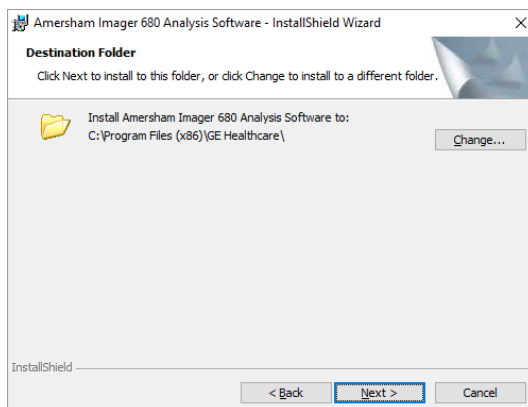 Amersham Imager 680 Analysis Software - InstallShield Wizard
Destination Folder
Click Next to install to this folder, or click Change to install to a different folder.
Install Amersham Imager 680 Analysis Software to:
C:\Program Files (x86)\GE Healthcare\
Change...
InstallShield
< Back
Next >
Cancel